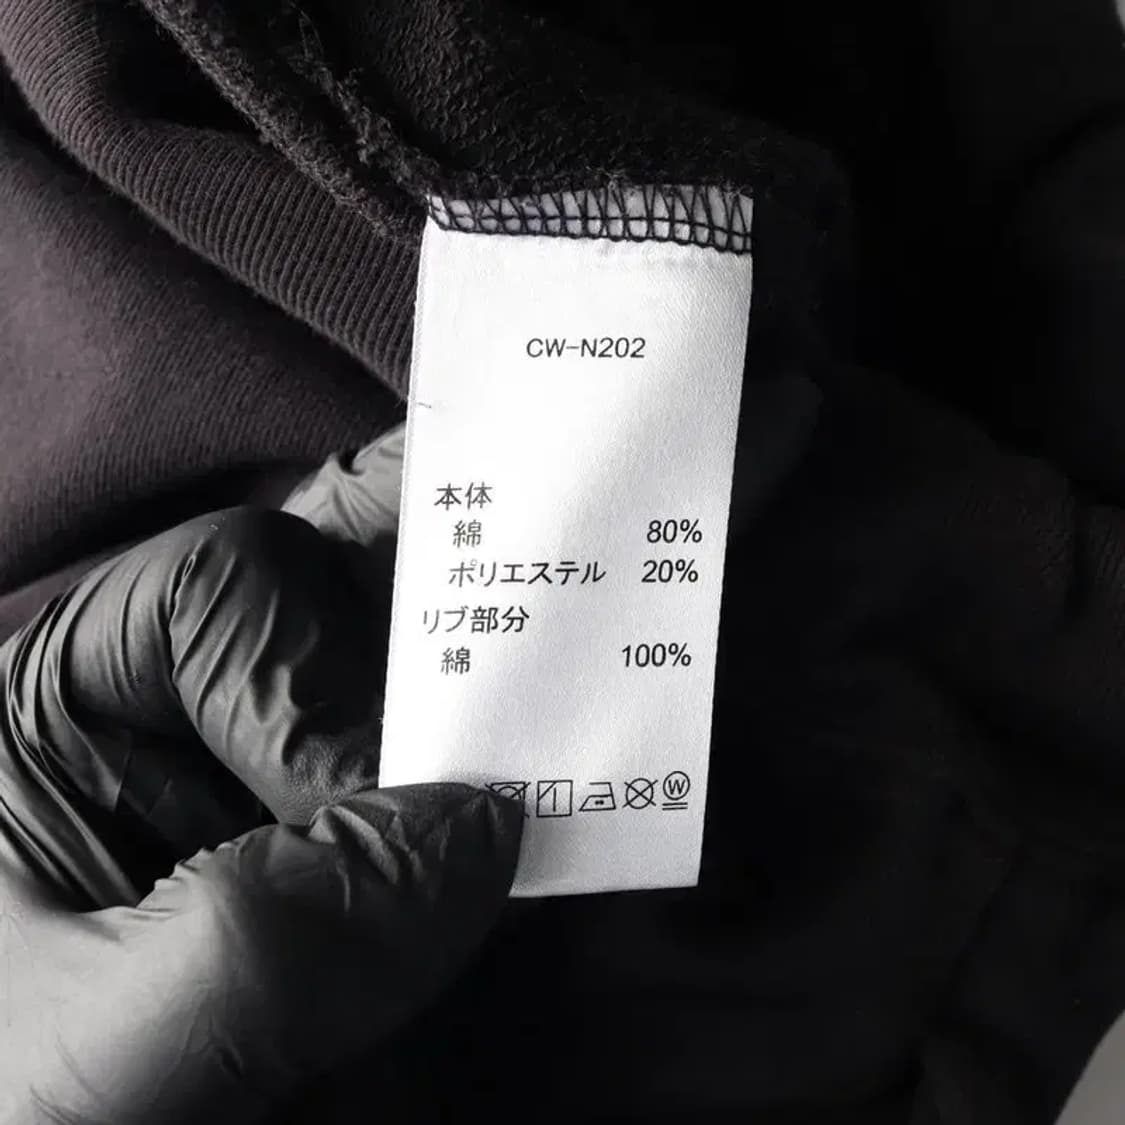 CW-N202
本体
綿 80%
ポリエステル 20%
リブ部分
綿 100%
W